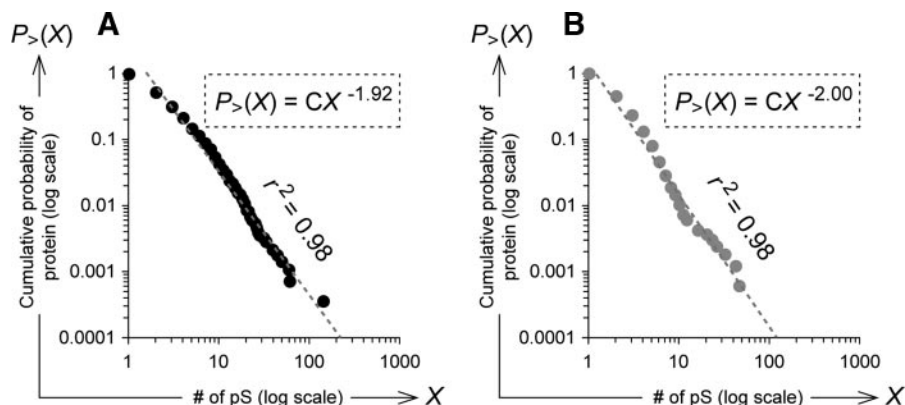 A
P>(X)
P>(X) = CX -1.92
r2 = 0.98
Cumulative probability of
protein (log scale)
1
0.1
0.01
0.001
0.0001
1
10
100
1000
# of pS (log scale)
X
B
P>(X)
P>(X) = CX -2.00
r2 = 0.98
Cumulative probability of
protein (log scale)
1
0.1
0.01
0.001
0.0001
1
10
100
1000
# of pS (log scale)
X